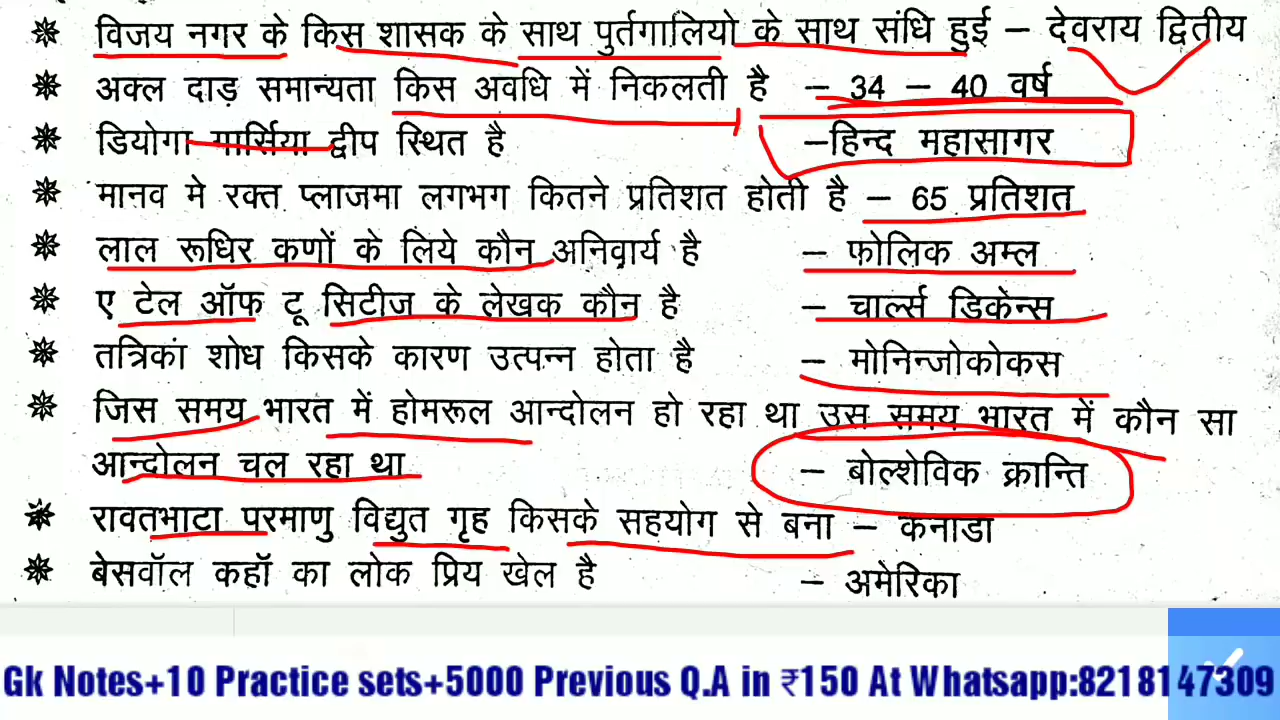 ✵ विजय नगर के किस शासक के साथ पुर्तगालियो के साथ संधि हुई – देवराय द्वितीय
✵ अक्ल दाड़ समान्यता किस अवधि में निकलती है – 34 – 40 वर्ष
✵ डियोगा गार्सिया द्वीप स्थित है –हिन्द महासागर
✵ मानव मे रक्त प्लाजमा लगभग कितने प्रतिशत होती है – 65 प्रतिशत
✵ लाल रूधिर कणों के लिये कौन अनिवार्य है – फोलिक अम्ल
✵ ए टेल ऑफ टू सिटीज के लेखक कौन है – चार्ल्स डिकेन्स
✵ तत्रिकां शोध किसके कारण उत्पन्न होता है – मोनिन्जोकोकस
✵ जिस समय भारत में होमरूल आन्दोलन हो रहा था उस समय भारत में कौन सा
आन्दोलन चल रहा था – बोल्शेविक क्रान्ति
✵ रावतभाटा परमाणु विद्युत गृह किसके सहयोग से बना – कनाडा
✵ बेसवॉल कहॉ का लोक प्रिय खेल है – अमेरिका
Gk Notes+10 Practice sets+5000 Previous Q.A in ₹150 At Whatsapp:8218147309